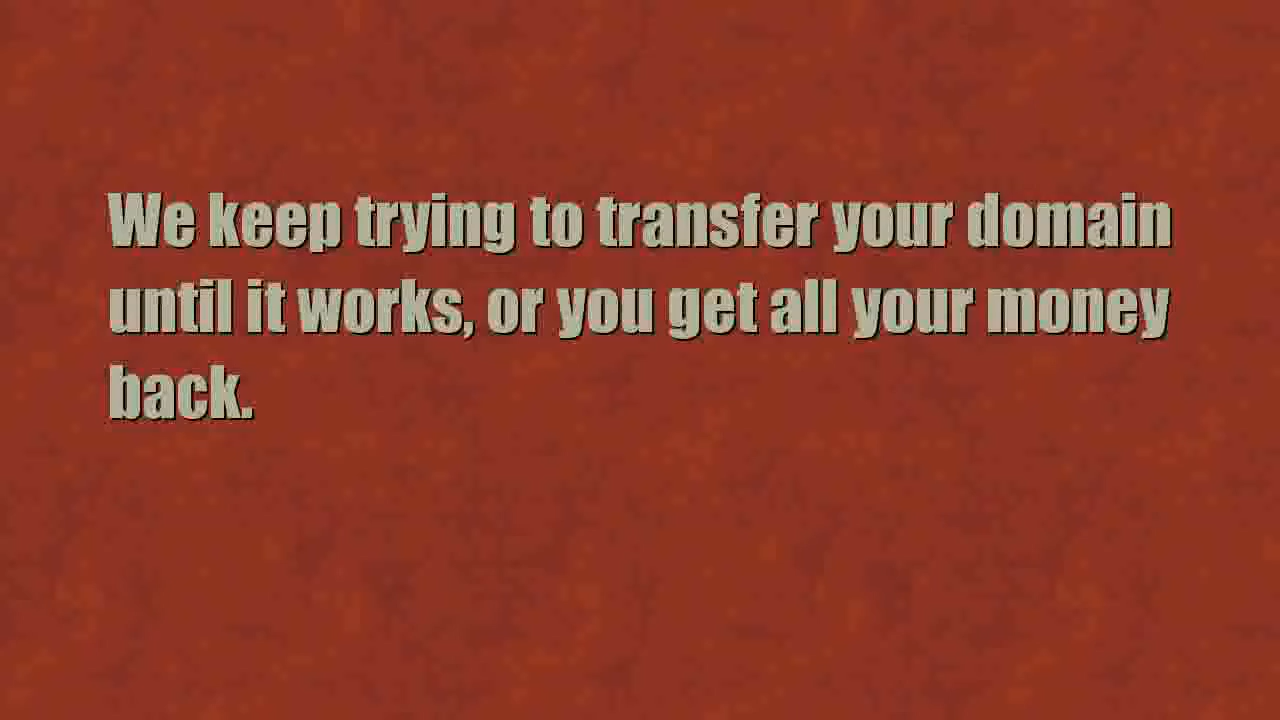 We keep trying to transfer your domain
until it works, or you get all your money
back.